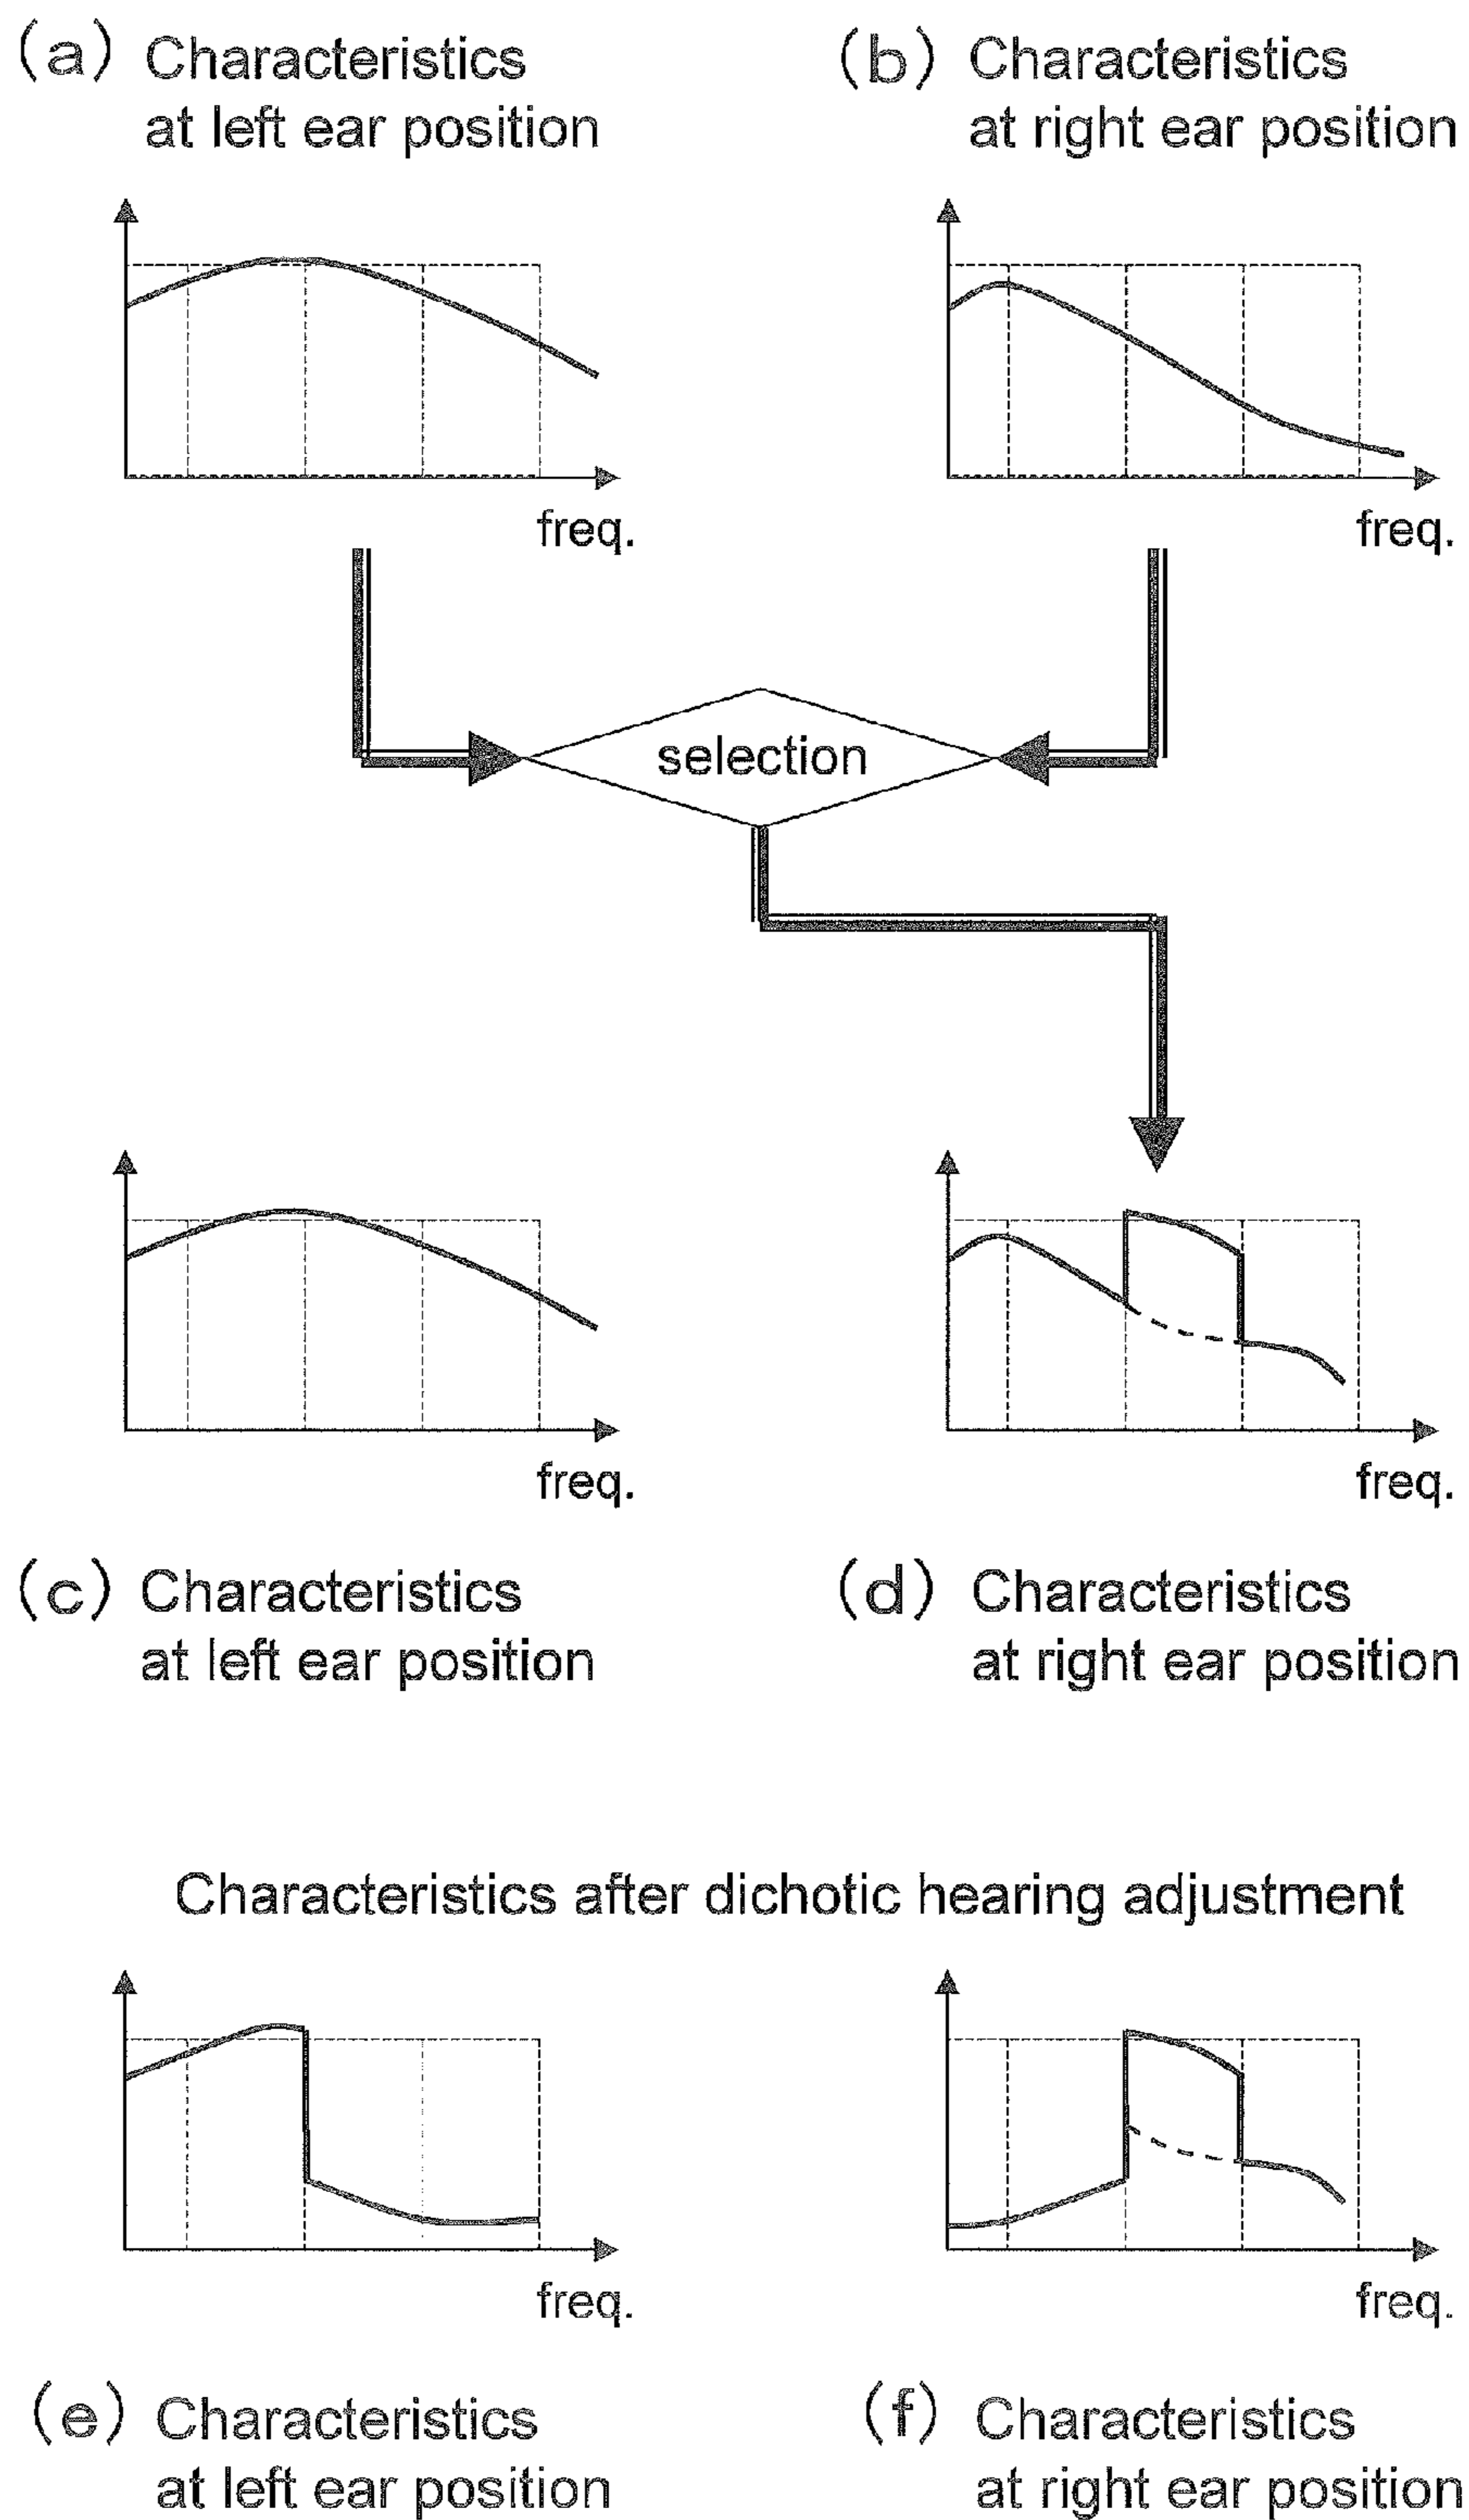 (a) Characteristics
at left ear position
(b) Characteristics
at right ear position
freq.
freq.
selection
freq.
freq.
(c) Characteristics
at left ear position
(d) Characteristics
at right ear position
Characteristics after dichotic hearing adjustment
freq.
freq.
(e) Characteristics
at left ear position
(f) Characteristics
at right ear position